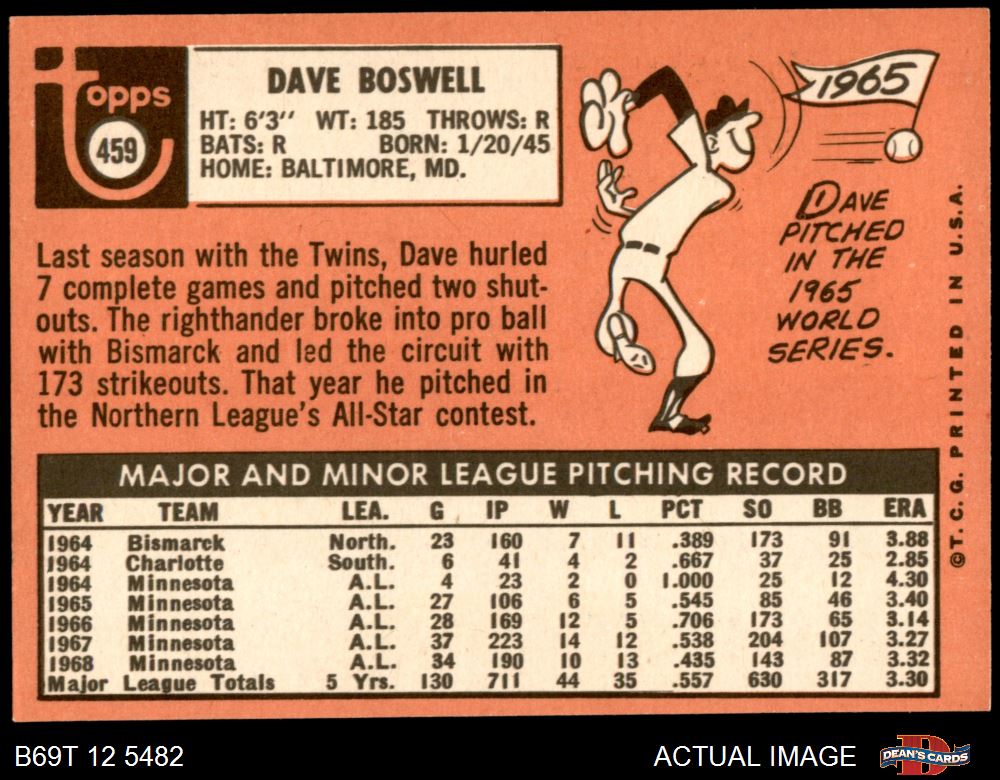 Topps
459
DAVE BOSWELL
HT: 6'3" WT: 185 THROWS: R
BATS: R BORN: 1/20/45
HOME: BALTIMORE, MD.
Last season with the Twins, Dave hurled
7 complete games and pitched two shut-
outs. The righthander broke into pro ball
with Bismarck and led the circuit with
173 strikeouts. That year he pitched in
the Northern League's All-Star contest.
1965
DAVE
PITCHED
IN THE
1965
WORLD
SERIES.
MAJOR AND MINOR LEAGUE PITCHING RECORD
YEAR TEAM LEA. G IP W L PCT SO BB ERA
1964 Bismarck North. 23 160 7 11 .389 173 91 3.88
1964 Charlotte South. 6 41 4 2 .667 37 25 2.85
1964 Minnesota A.L. 4 23 2 0 1.000 25 12 4.30
1965 Minnesota A.L. 27 106 6 5 .545 85 46 3.40
1966 Minnesota A.L. 28 169 12 5 .706 173 65 3.14
1967 Minnesota A.L. 37 223 14 12 .538 204 107 3.27
1968 Minnesota A.L. 34 190 10 13 .435 143 87 3.32
Major League Totals 5 Yrs. 130 711 44 35 .557 630 317 3.30
©T. C. G. PRINTED IN U.S.A.
B69T 12 5482
ACTUAL IMAGE
DEAN'S CARDS